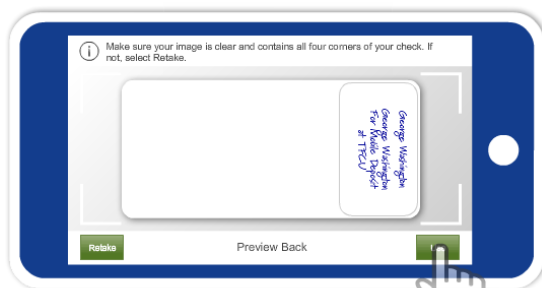 Make sure your image is clear and contains all four corners of your check. If
not, select Retake.
George Washington
George Washington
For Mobile Deposit
at TFCU
Retake
Preview Back